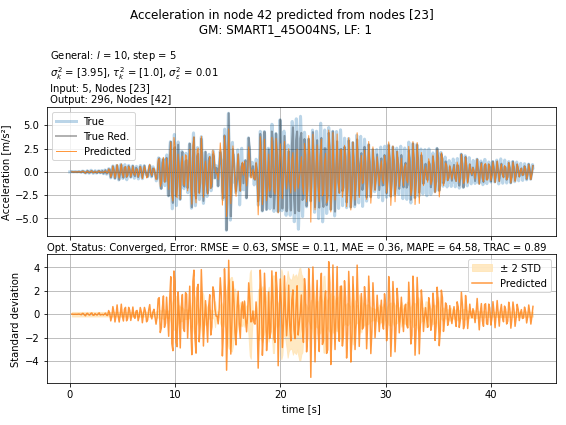 Acceleration in node 42 predicted from nodes [23]
GM: SMART1_45O04NS, LF: 1
General: l = 10, step = 5
σ²ₖ = [3.95], τ²ₖ = [1.0], σ²ε = 0.01
Input: 5, Nodes [23]
Output: 296, Nodes [42]
Acceleration [m/s²]
5.0
2.5
0.0
−2.5
−5.0
True
True Red.
Predicted
Opt. Status: Converged, Error: RMSE = 0.63, SMSE = 0.11, MAE = 0.36, MAPE = 64.58, TRAC = 0.89
Standard deviation
4
2
0
−2
−4
± 2 STD
Predicted
0
10
20
30
40
time [s]